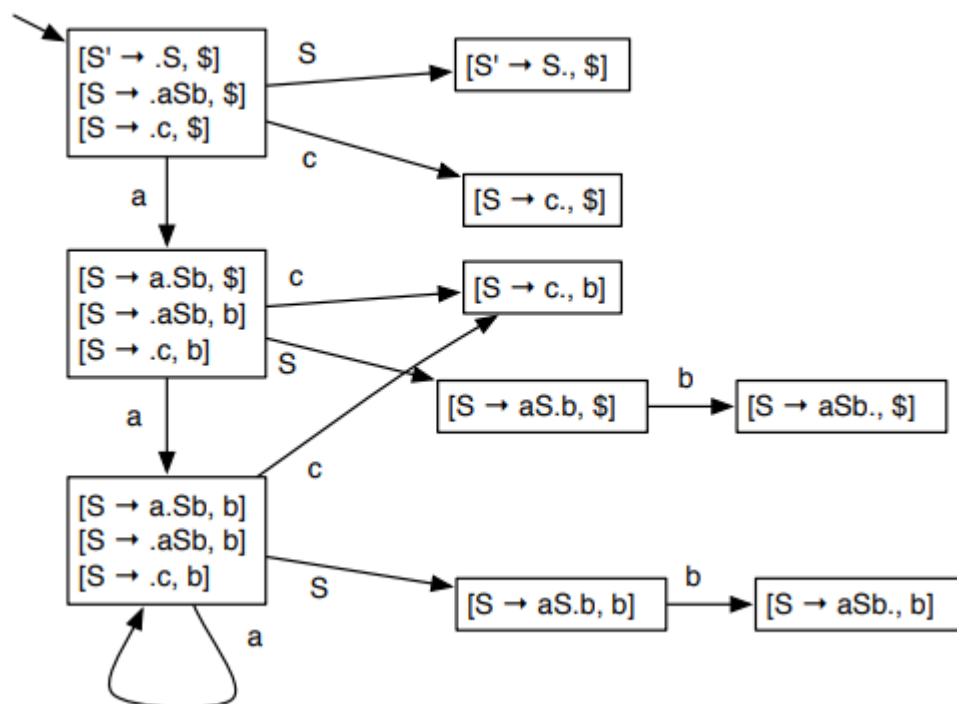 [S' → .S, $]
[S → .aSb, $]
[S → .c, $]
S
[S' → S., $]
c
[S → c., $]
a
[S → a.Sb, $]
[S → .aSb, b]
[S → .c, b]
c
[S → c., b]
S
[S → aS.b, $]
b
[S → aSb., $]
a
c
[S → a.Sb, b]
[S → .aSb, b]
[S → .c, b]
S
[S → aS.b, b]
b
[S → aSb., b]
a